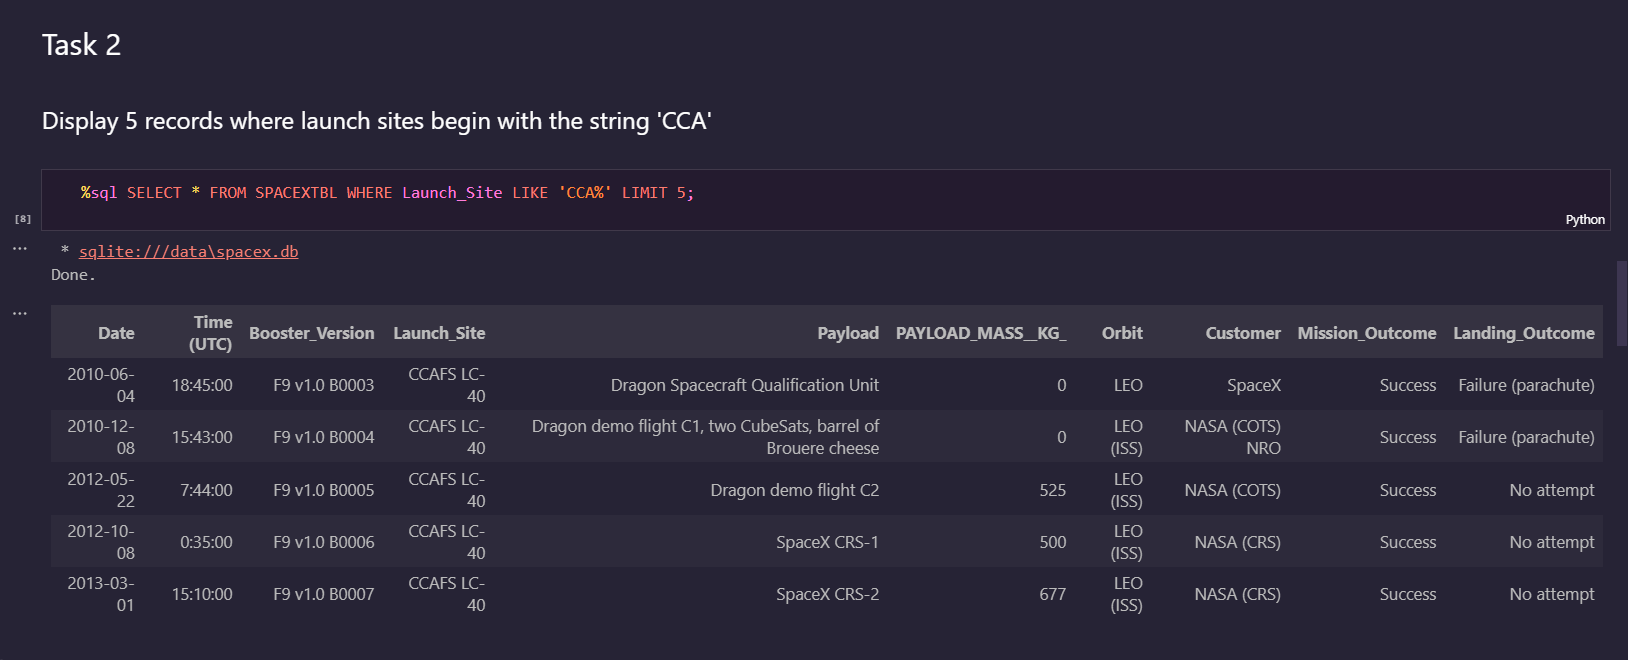 Task 2
Display 5 records where launch sites begin with the string 'CCA'
%sql SELECT * FROM SPACEXTBL WHERE Launch_Site LIKE 'CCA%' LIMIT 5;
[8]
Python
... * sqlite:///data\spacex.db
Done.
...
Date Time (UTC) Booster_Version Launch_Site Payload PAYLOAD_MASS__KG_ Orbit Customer Mission_Outcome Landing_Outcome
2010-06-04 18:45:00 F9 v1.0 B0003 CCAFS LC-40 Dragon Spacecraft Qualification Unit 0 LEO SpaceX Success Failure (parachute)
2010-12-08 15:43:00 F9 v1.0 B0004 CCAFS LC-40 Dragon demo flight C1, two CubeSats, barrel of Brouere cheese 0 LEO (ISS) NASA (COTS) NRO Success Failure (parachute)
2012-05-22 7:44:00 F9 v1.0 B0005 CCAFS LC-40 Dragon demo flight C2 525 LEO (ISS) NASA (COTS) Success No attempt
2012-10-08 0:35:00 F9 v1.0 B0006 CCAFS LC-40 SpaceX CRS-1 500 LEO (ISS) NASA (CRS) Success No attempt
2013-03-01 15:10:00 F9 v1.0 B0007 CCAFS LC-40 SpaceX CRS-2 677 LEO (ISS) NASA (CRS) Success No attempt